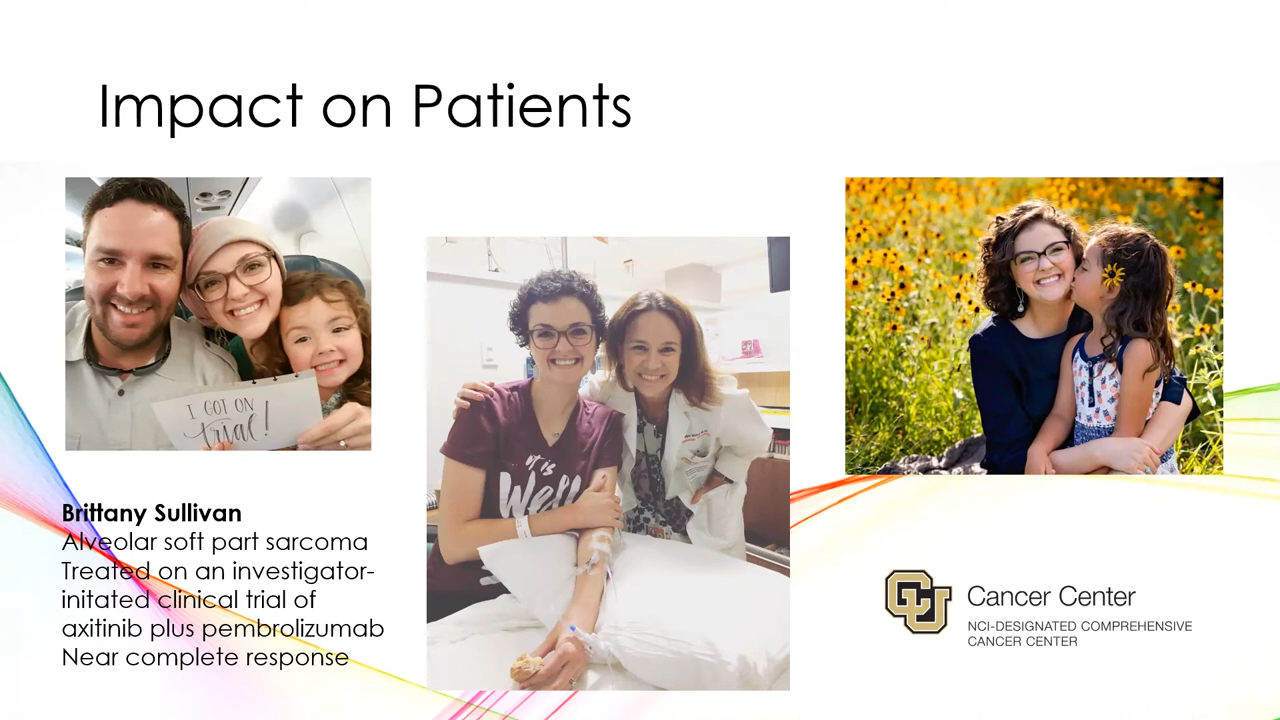 Impact on Patients
I GOT ON
trial!
Brittany Sullivan
Alveolar soft part sarcoma
Treated on an investigator-
initated clinical trial of
axitinib plus pembrolizumab
Near complete response
it is
Well
CU
Cancer Center
NCI-DESIGNATED COMPREHENSIVE
CANCER CENTER